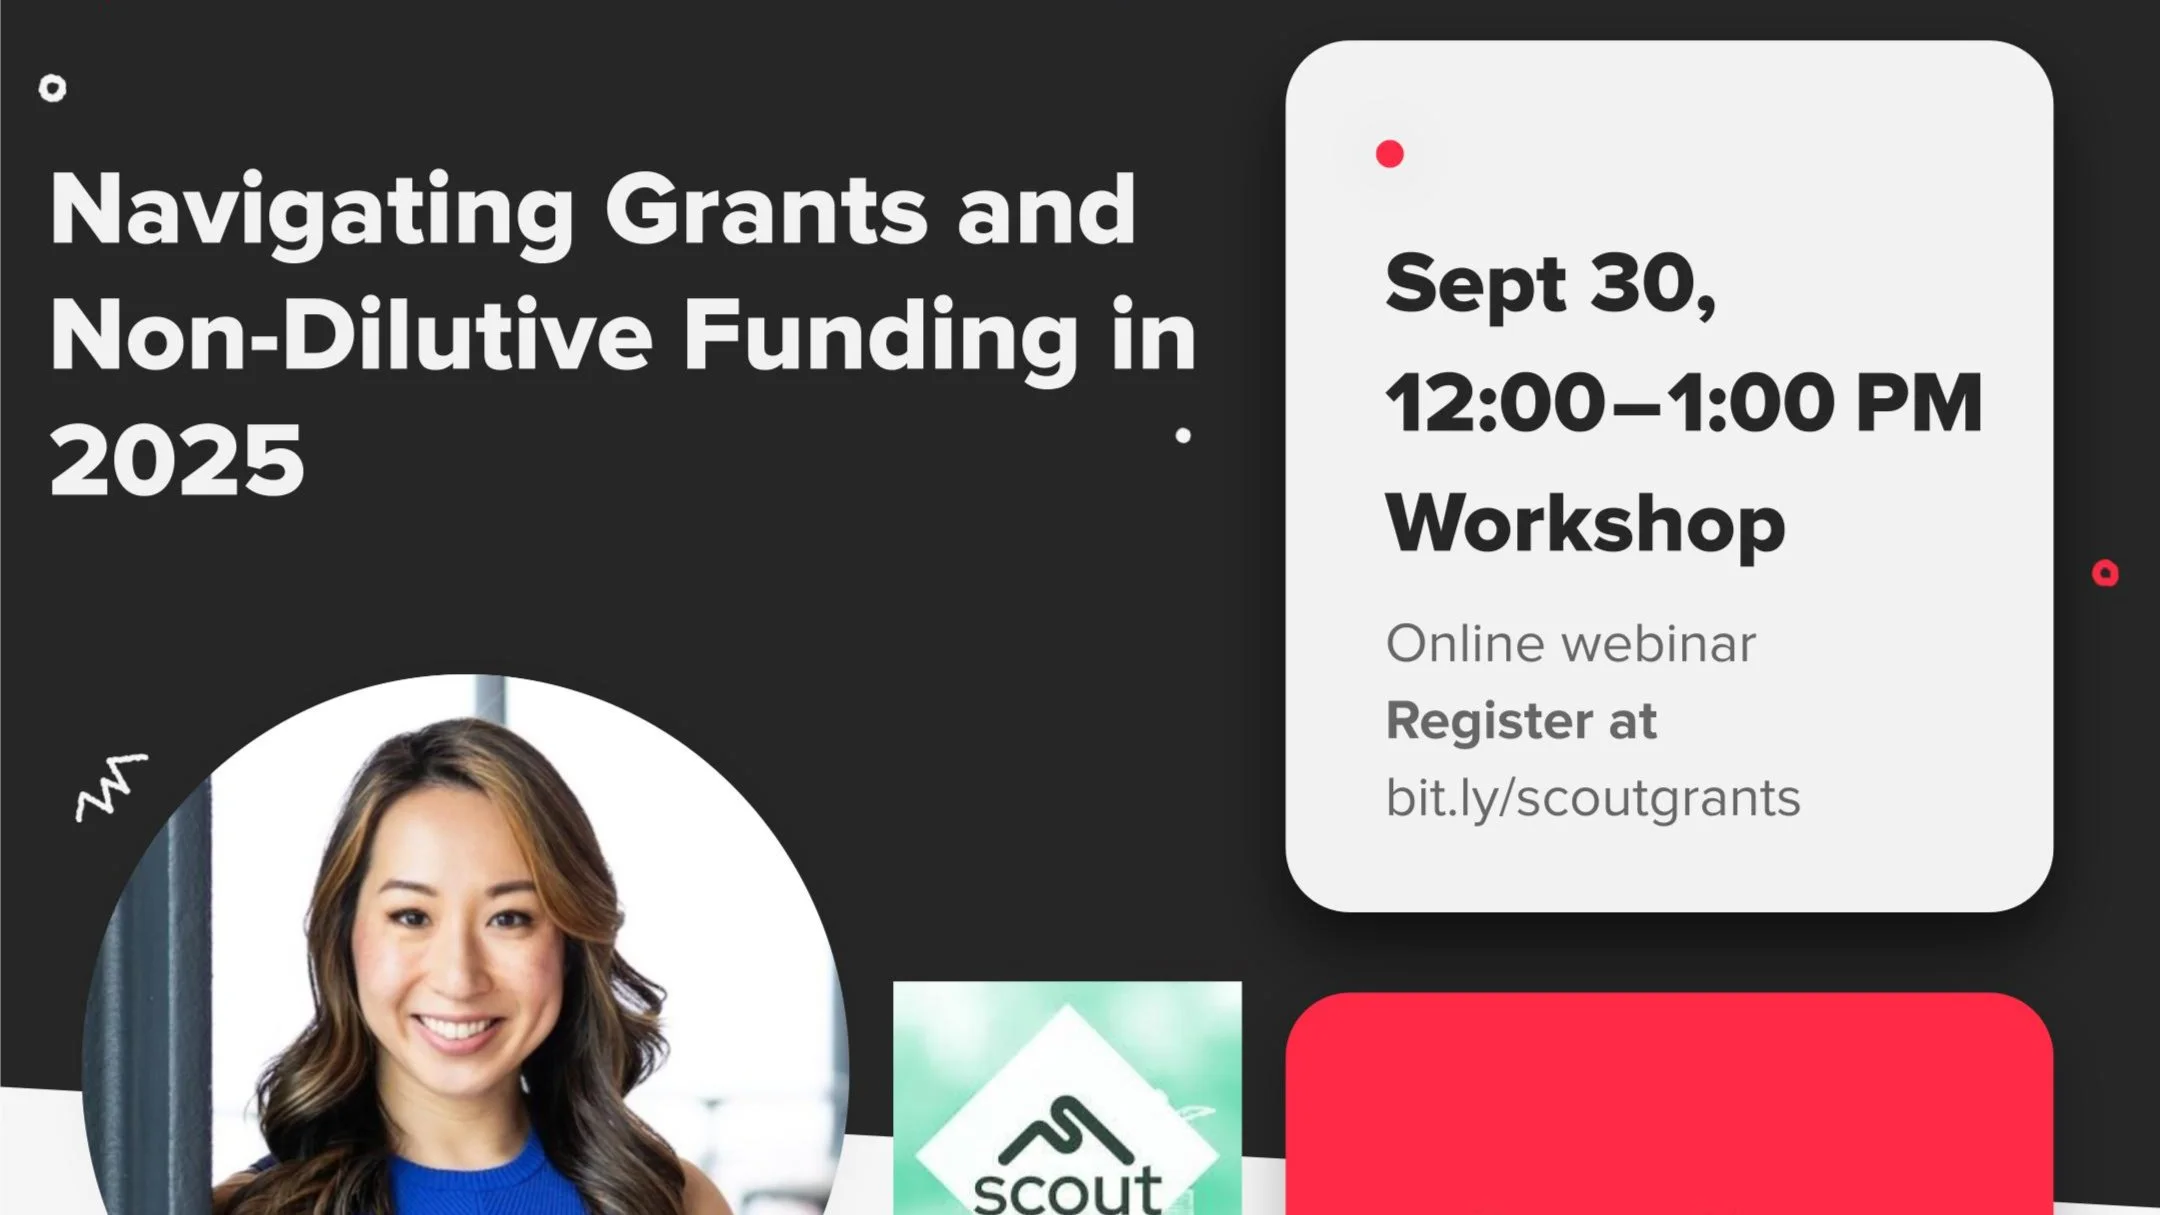 Navigating Grants and
Non-Dilutive Funding in
2025
Sept 30,
12:00–1:00 PM
Workshop
Online webinar
Register at
bit.ly/scoutgrants
scout